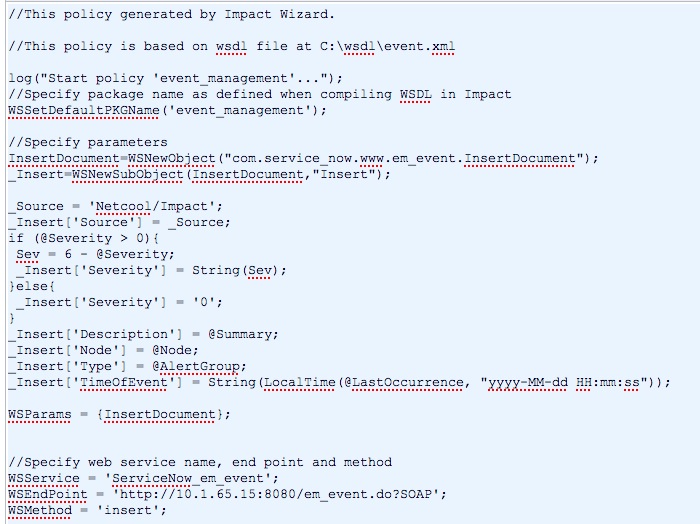 //This policy generated by Impact Wizard.
//This policy is based on wsdl file at C:\wsdl\event.xml
log("Start policy 'event_management'...");
//Specify package name as defined when compiling WSDL in Impact
WSSetDefaultPKGName('event_management');
//Specify parameters
InsertDocument=WSNewObject("com.service_now.www.em_event.InsertDocument");
_Insert=WSNewSubObject(InsertDocument,"Insert");
_Source = 'Netcool/Impact';
_Insert['Source'] = _Source;
if (@Severity > 0){
Sev = 6 - @Severity;
_Insert['Severity'] = String(Sev);
}else{
_Insert['Severity'] = '0';
}
_Insert['Description'] = @Summary;
_Insert['Node'] = @Node;
_Insert['Type'] = @AlertGroup;
_Insert['TimeOfEvent'] = String(LocalTime(@LastOccurrence, "yyyy-MM-dd HH:mm:ss"));
WSParams = {InsertDocument};
//Specify web service name, end point and method
WSService = 'ServiceNow_em_event';
WSEndPoint = 'http://10.1.65.15:8080/em_event.do?SOAP';
WSMethod = 'insert';